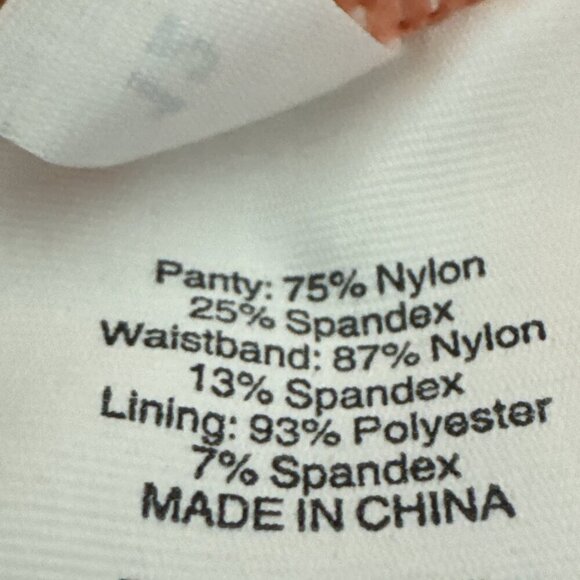 Panty: 75% Nylon
25% Spandex
Waistband: 87% Nylon
13% Spandex
Lining: 93% Polyester
7% Spandex
MADE IN CHINA